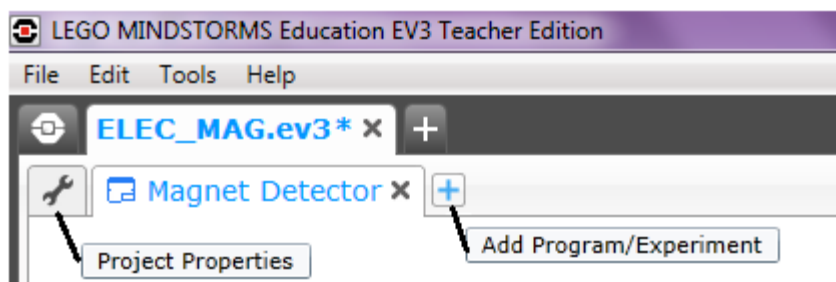 LEGO MINDSTORMS Education EV3 Teacher Edition
File Edit Tools Help
ELEC_MAG.ev3*
Magnet Detector
Add Program/Experiment
Project Properties